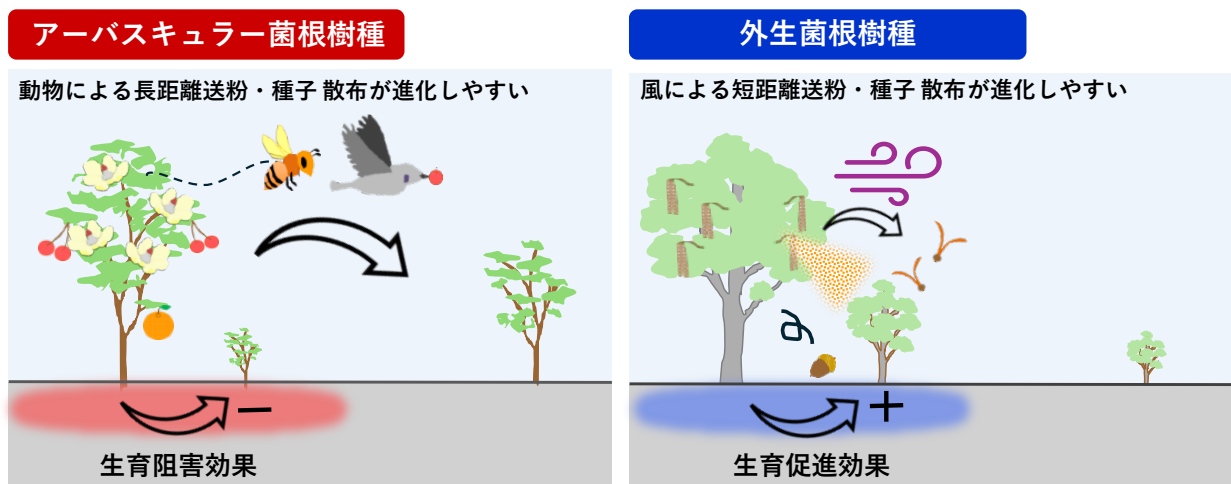 アーバスキュラー菌根樹種
動物による長距離送粉・種子 散布が進化しやすい
−
生育阻害効果
外生菌根樹種
風による短距離送粉・種子 散布が進化しやすい
+
生育促進効果